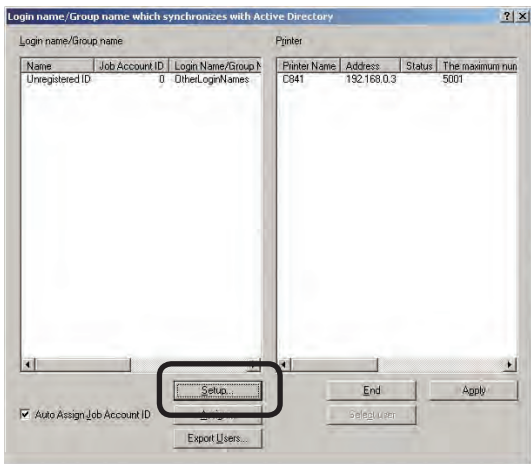 Login name/Group name which synchronizes with Active Directory
Login name/Group name
Printer
Name Job Account ID Login Name/Group N
Unregistered ID 0 OtherLoginNames
Printer Name Address Status The maximum num
C841 192.168.0.3 5001
Setup...
End
Apply
Auto Assign Job Account ID
Select user
Export Users...